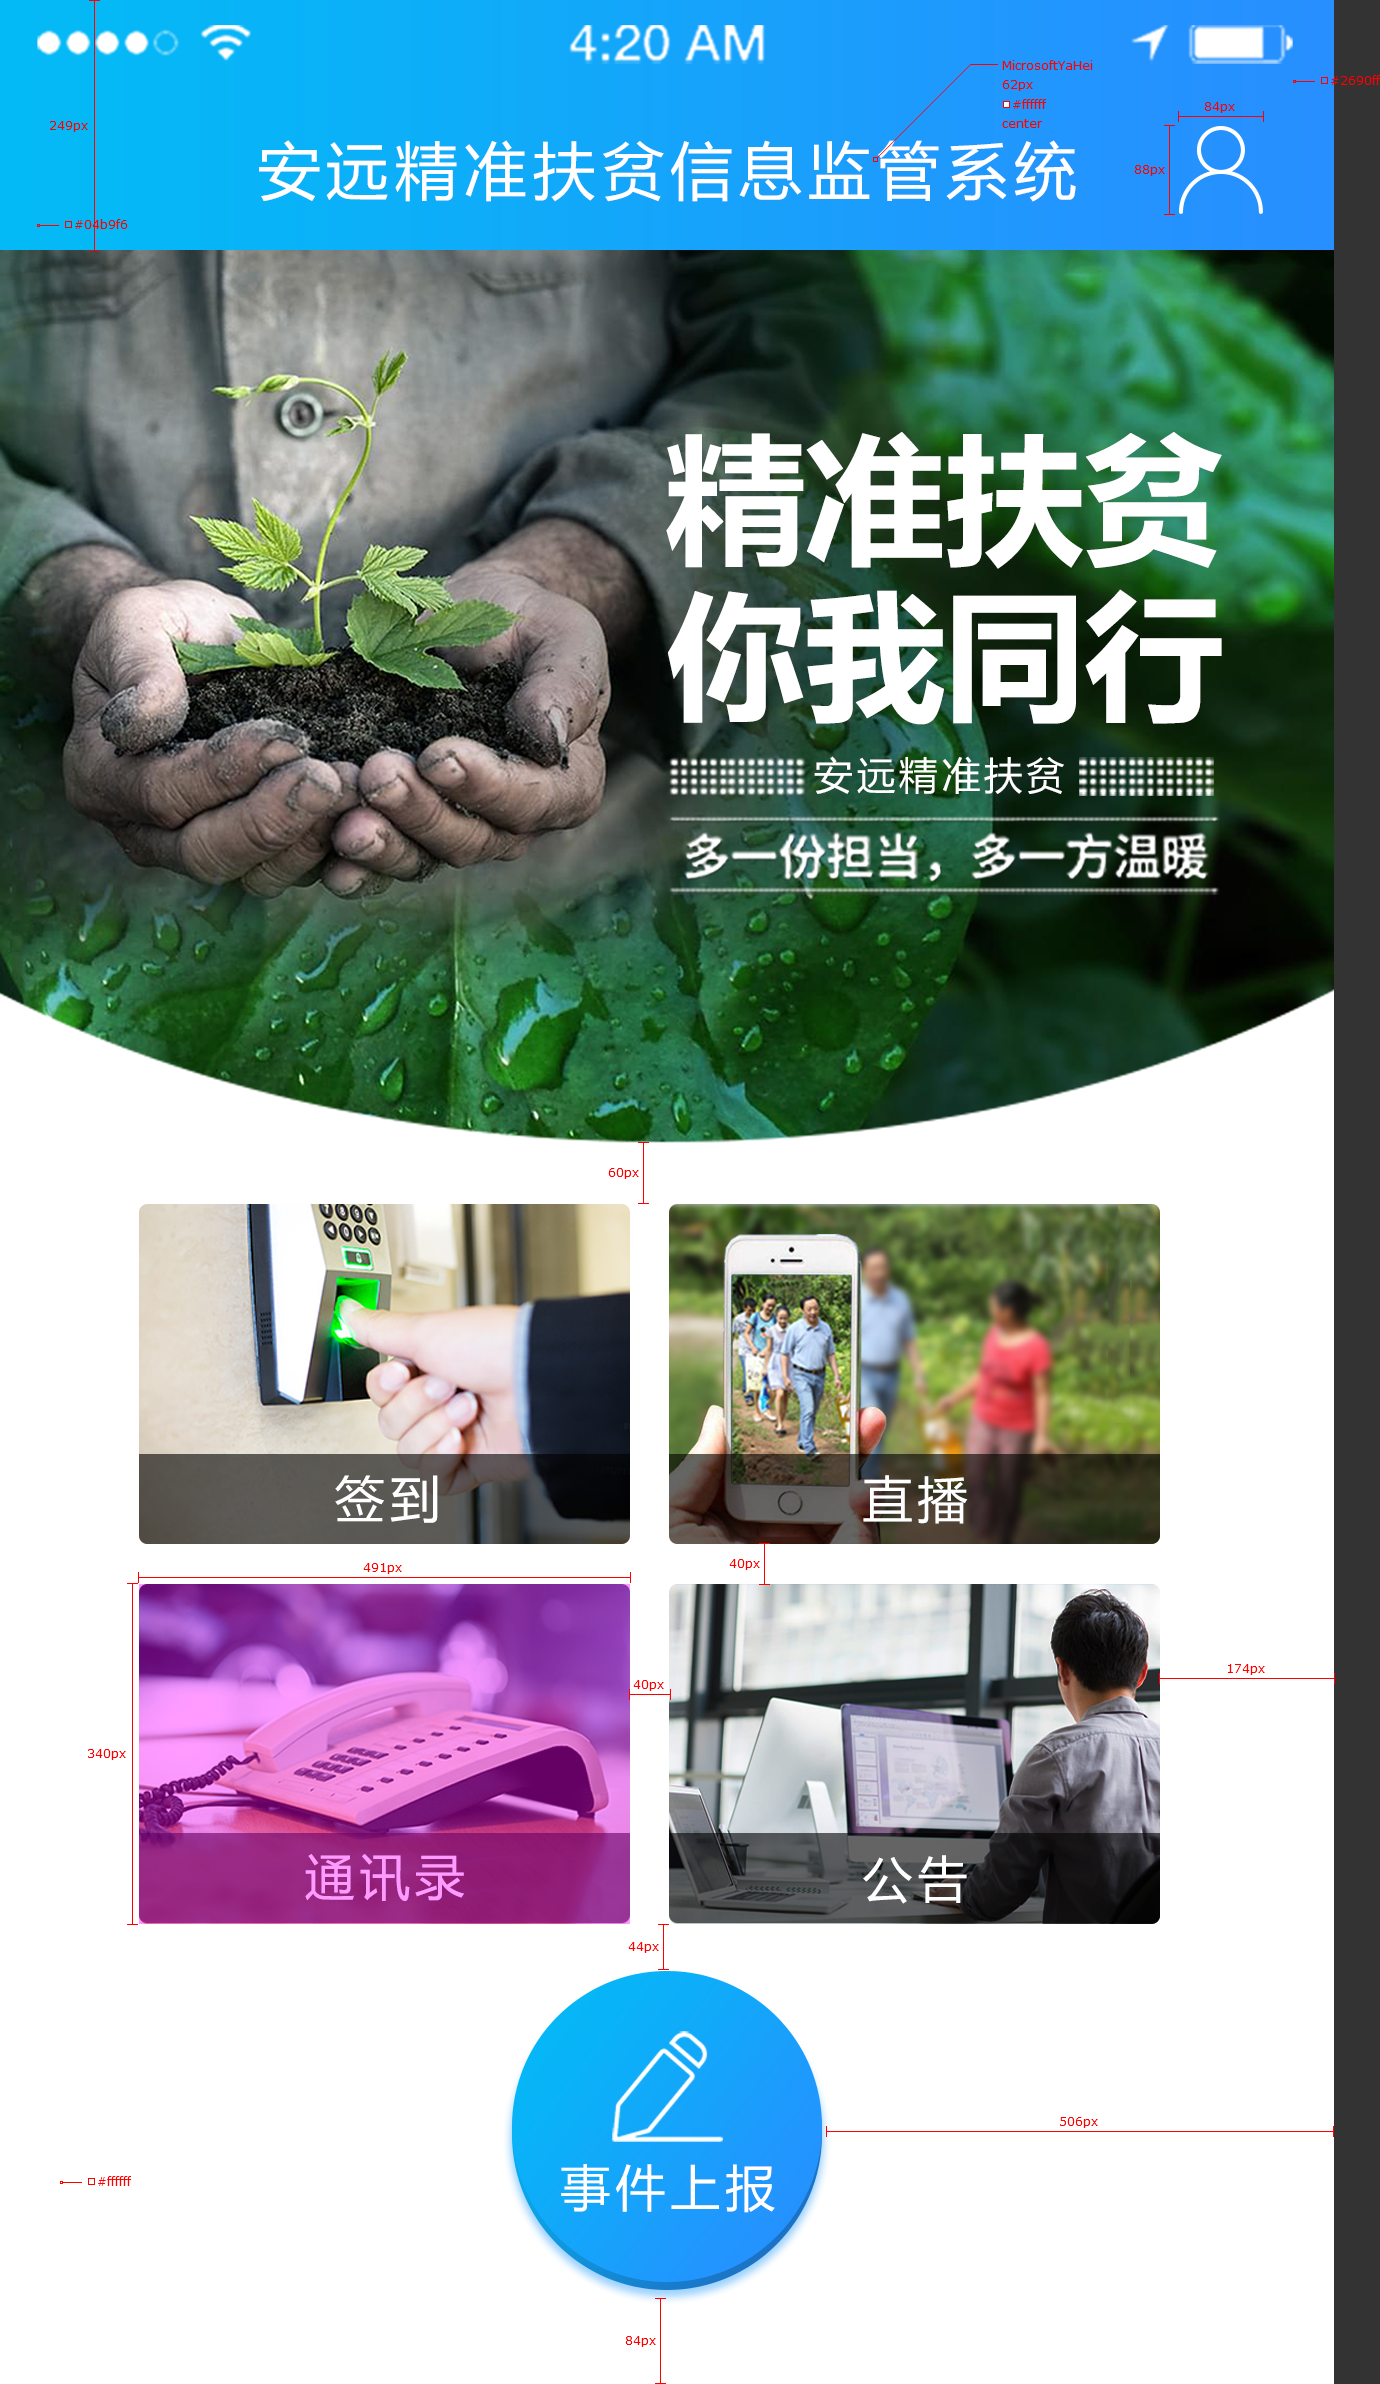 4:20 AM
MicrosoftYaHei
62px
#ffffff
center
#2690ff
84px
249px
安远精准扶贫信息监管系统
88px
#04b9f6
精准扶贫
你我同行
安远精准扶贫
多一份担当，多一方温暖
60px
签到
直播
491px
40px
40px
174px
340px
通讯录
公告
44px
506px
事件上报
#ffffff
84px